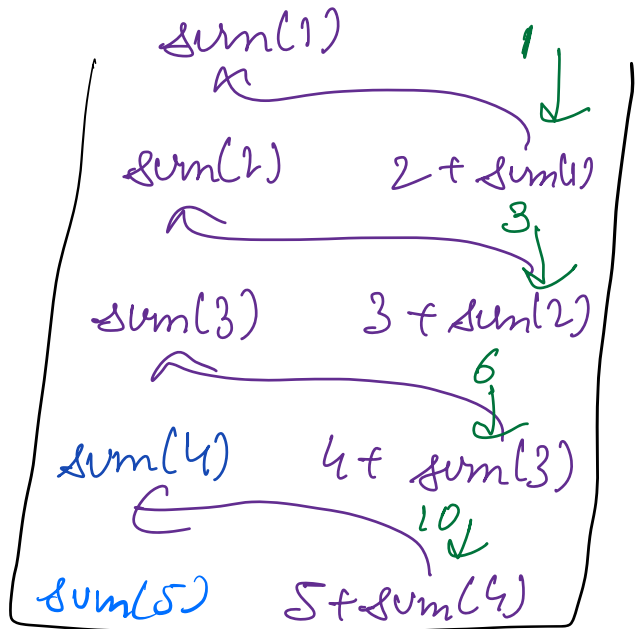 sum(1) 1
sum(2) 2 + sum(1)
3
sum(3) 3 + sum(2)
6
sum(4) 4 + sum(3)
10
sum(5) 5 + sum(4)